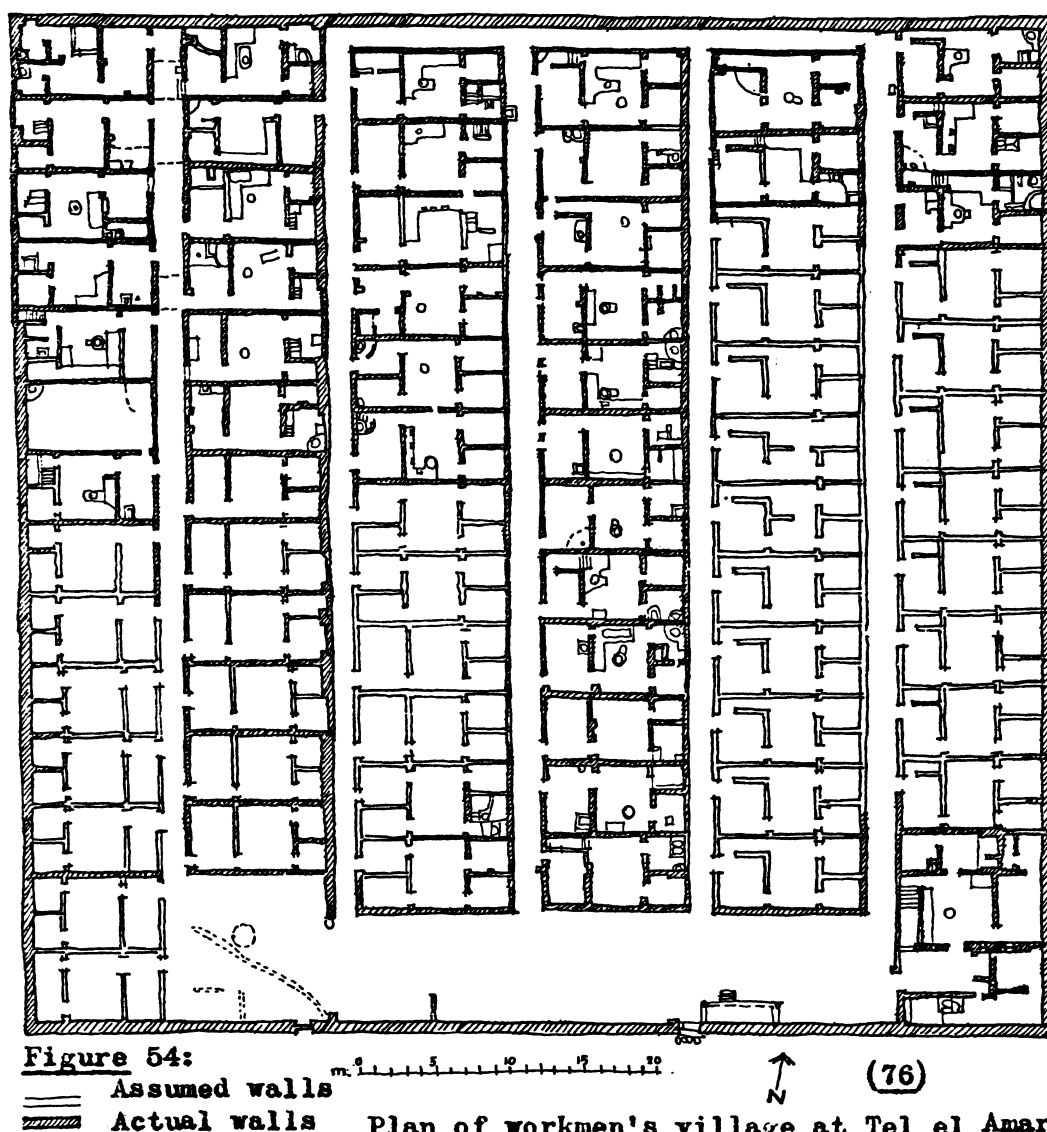 Figure 54:
Assumed walls
Actual walls
m. 0 5 10 15 20
N
(76)
Plan of workmen's village at Tel el Amar